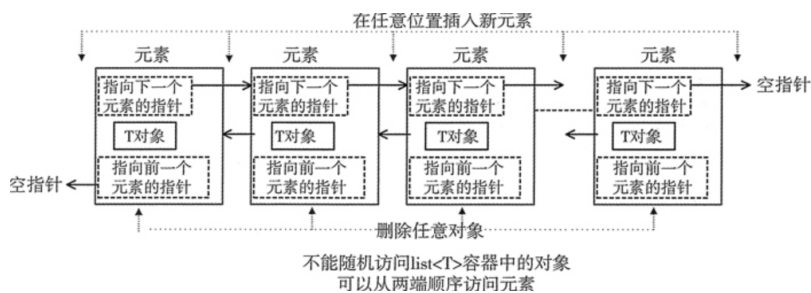 在任意位置插入新元素
元素 元素 元素 元素
指向下一个 指向下一个 指向下一个 指向下一个 空指针
元素的指针 元素的指针 元素的指针 元素的指针
T对象 T对象 T对象 T对象
指向前一个 指向前一个 指向前一个 指向前一个
空指针 元素的指针 元素的指针 元素的指针 元素的指针
删除任意对象
不能随机访问list<T>容器中的对象
可以从两端顺序访问元素